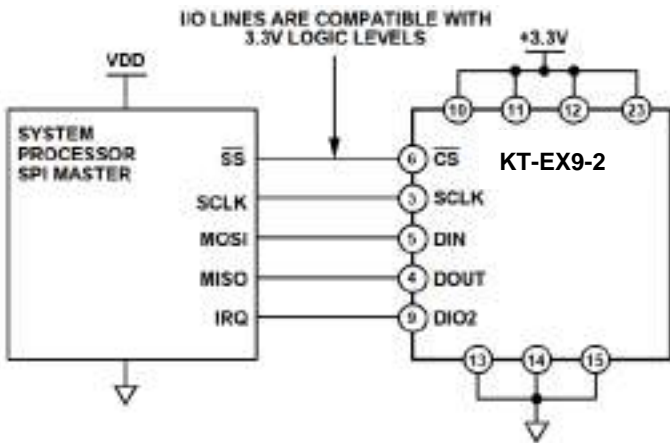 I/O LINES ARE COMPATIBLE WITH
3.3V LOGIC LEVELS
VDD
+3.3V
10
11
12
23
SYSTEM
PROCESSOR
SPI MASTER
KT-EX9-2
SS
6
CS
SCLK
3
SCLK
MOSI
5
DIN
MISO
4
DOUT
IRQ
9
DIO2
13
14
15